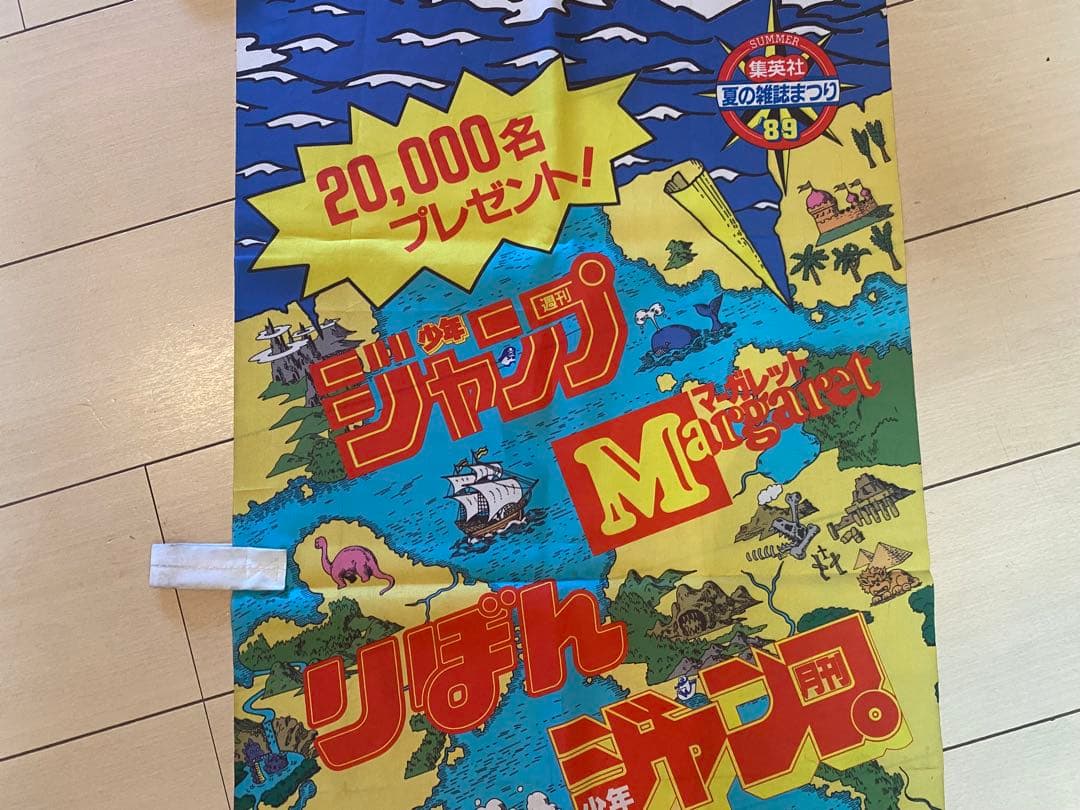 SUMMER
集英社
夏の雑誌まつり
'89
20,000名
プレゼント!
週刊
少年
ジャンプ
マーガレット
Margaret
りぼん
月刊
少年
ジャンプ